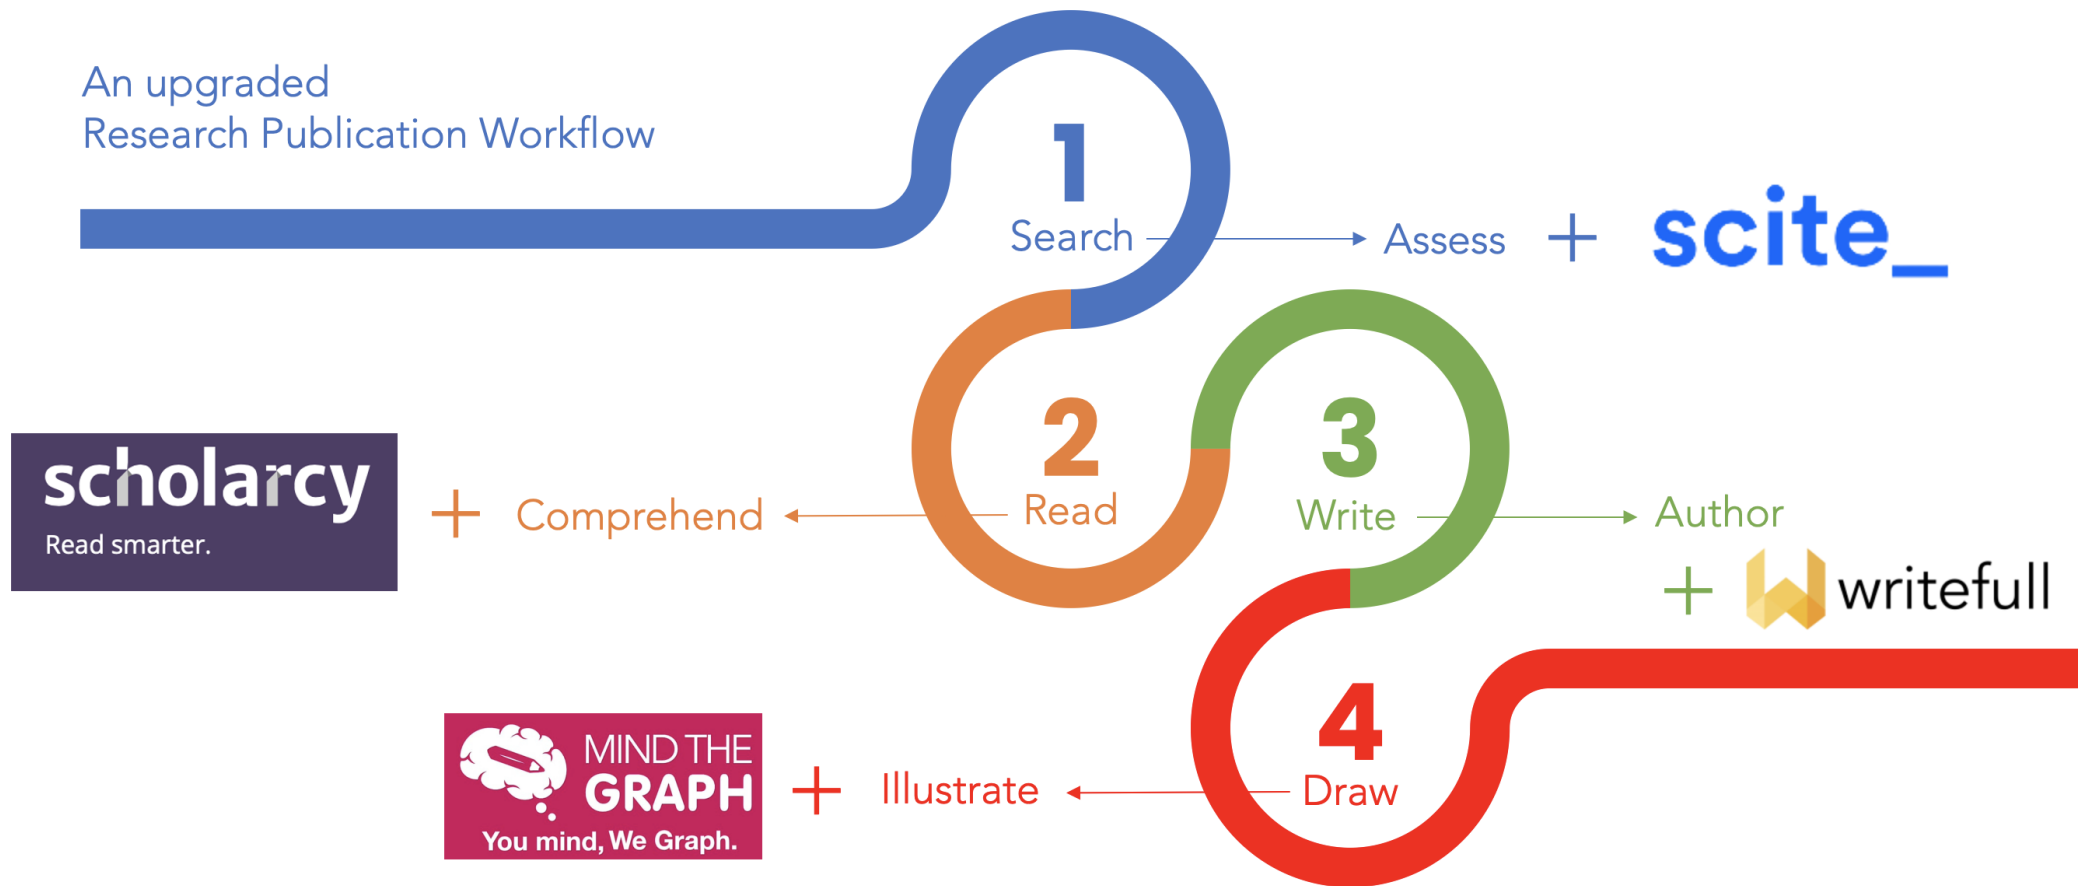 An upgraded
Research Publication Workflow
1
Search
Assess
+
scite_
scholarcy
Read smarter.
+
Comprehend
2
Read
3
Write
Author
+
writefull
MIND THE
GRAPH
You mind, We Graph.
+
Illustrate
4
Draw